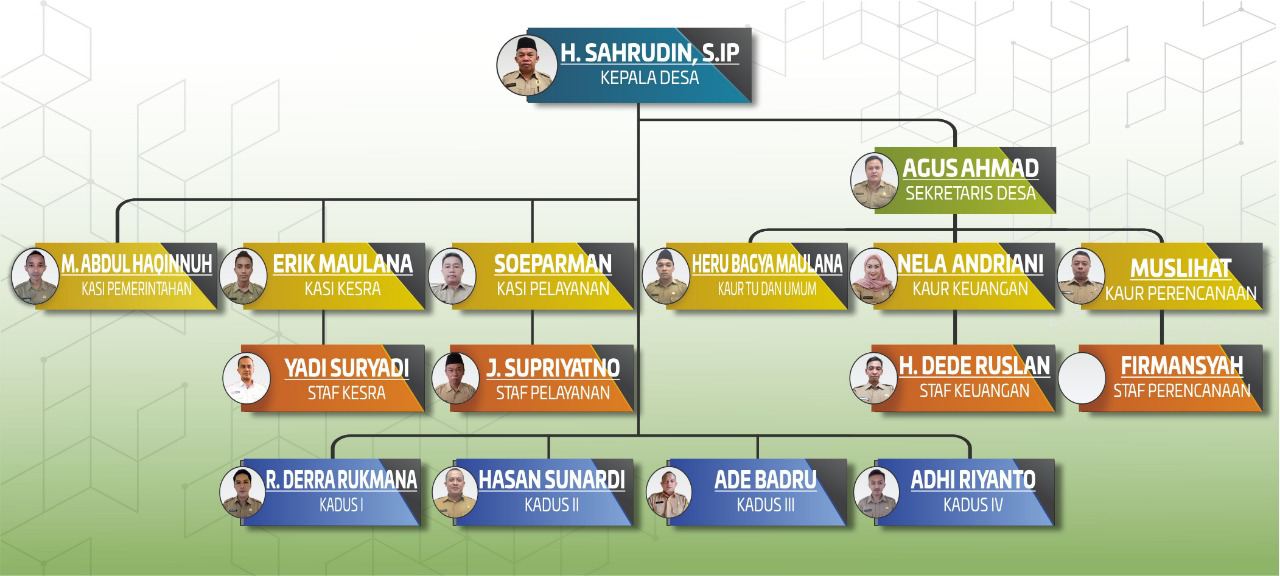 H. SAHRUDIN, S.IP
KEPALA DESA
AGUS AHMAD
SEKRETARIS DESA
M. ABDUL HAQINNUH
KASI PEMERINTAHAN
ERIK MAULANA
KASI KESRA
SOEPARMAN
KASI PELAYANAN
HERU BAGYA MAULANA
KAUR TU DAN UMUM
NELA ANDRIANI
KAUR KEUANGAN
MUSLIHAT
KAUR PERENCANAAN
YADI SURYADI
STAF KESRA
J. SUPRIYATNO
STAF PELAYANAN
H. DEDE RUSLAN
STAF KEUANGAN
FIRMANSYAH
STAF PERENCANAAN
R. DERRA RUKMANA
KADUS I
HASAN SUNARDI
KADUS II
ADE BADRU
KADUS III
ADHI RIYANTO
KADUS IV